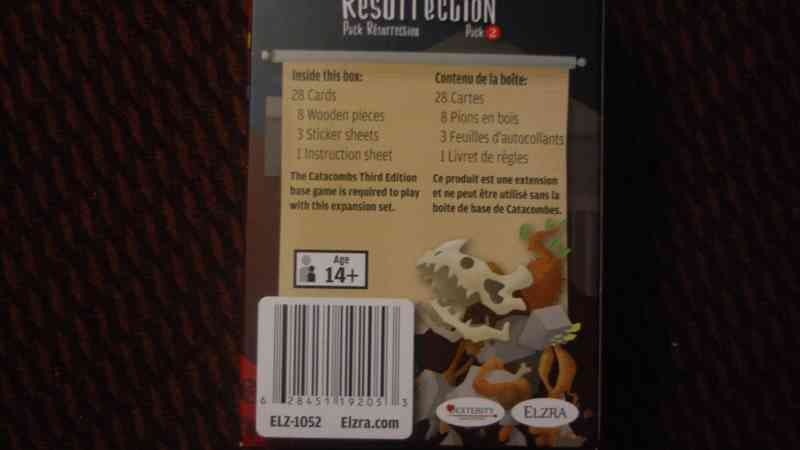 Resurrection
Pack Résurrection
Pack 2
Inside this box:
28 Cards
8 Wooden pieces
3 Sticker sheets
1 Instruction sheet
The Catacombs Third Edition
base game is required to play
with this expansion set.
Contenu de la boîte:
28 Cartes
8 Pions en bois
3 Feuilles d'autocollants
1 Livret de règles
Ce produit est une extension
et ne peut être utilisé sans la
boîte de base de Catacombes.
Age
14+
6 28451 19205 3
ELZ-1052 Elzra.com
ELZRA